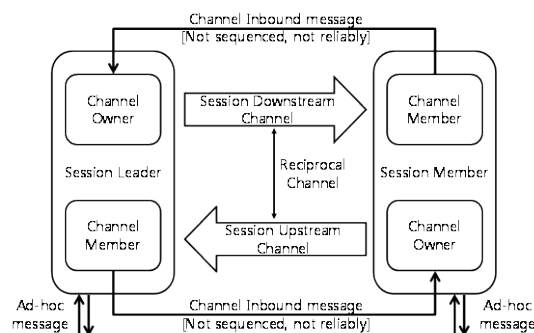 Channel Inbound message
[Not sequenced, not reliably]
Channel
Owner
Session Downstream
Channel
Channel
Member
Session Leader
Reciprocal
Channel
Session Member
Channel
Member
Session Upstream
Channel
Channel
Owner
Ad-hoc
message
Channel Inbound message
[Not sequenced, not reliably]
Ad-hoc
message